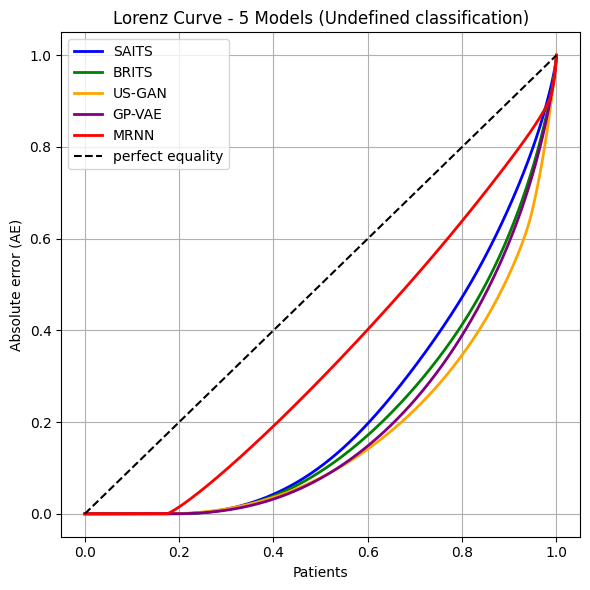 Lorenz Curve - 5 Models (Undefined classification)
SAITS
BRITS
US-GAN
GP-VAE
MRNN
perfect equality
Absolute error (AE)
1.0
0.8
0.6
0.4
0.2
0.0
0.0 0.2 0.4 0.6 0.8 1.0
Patients